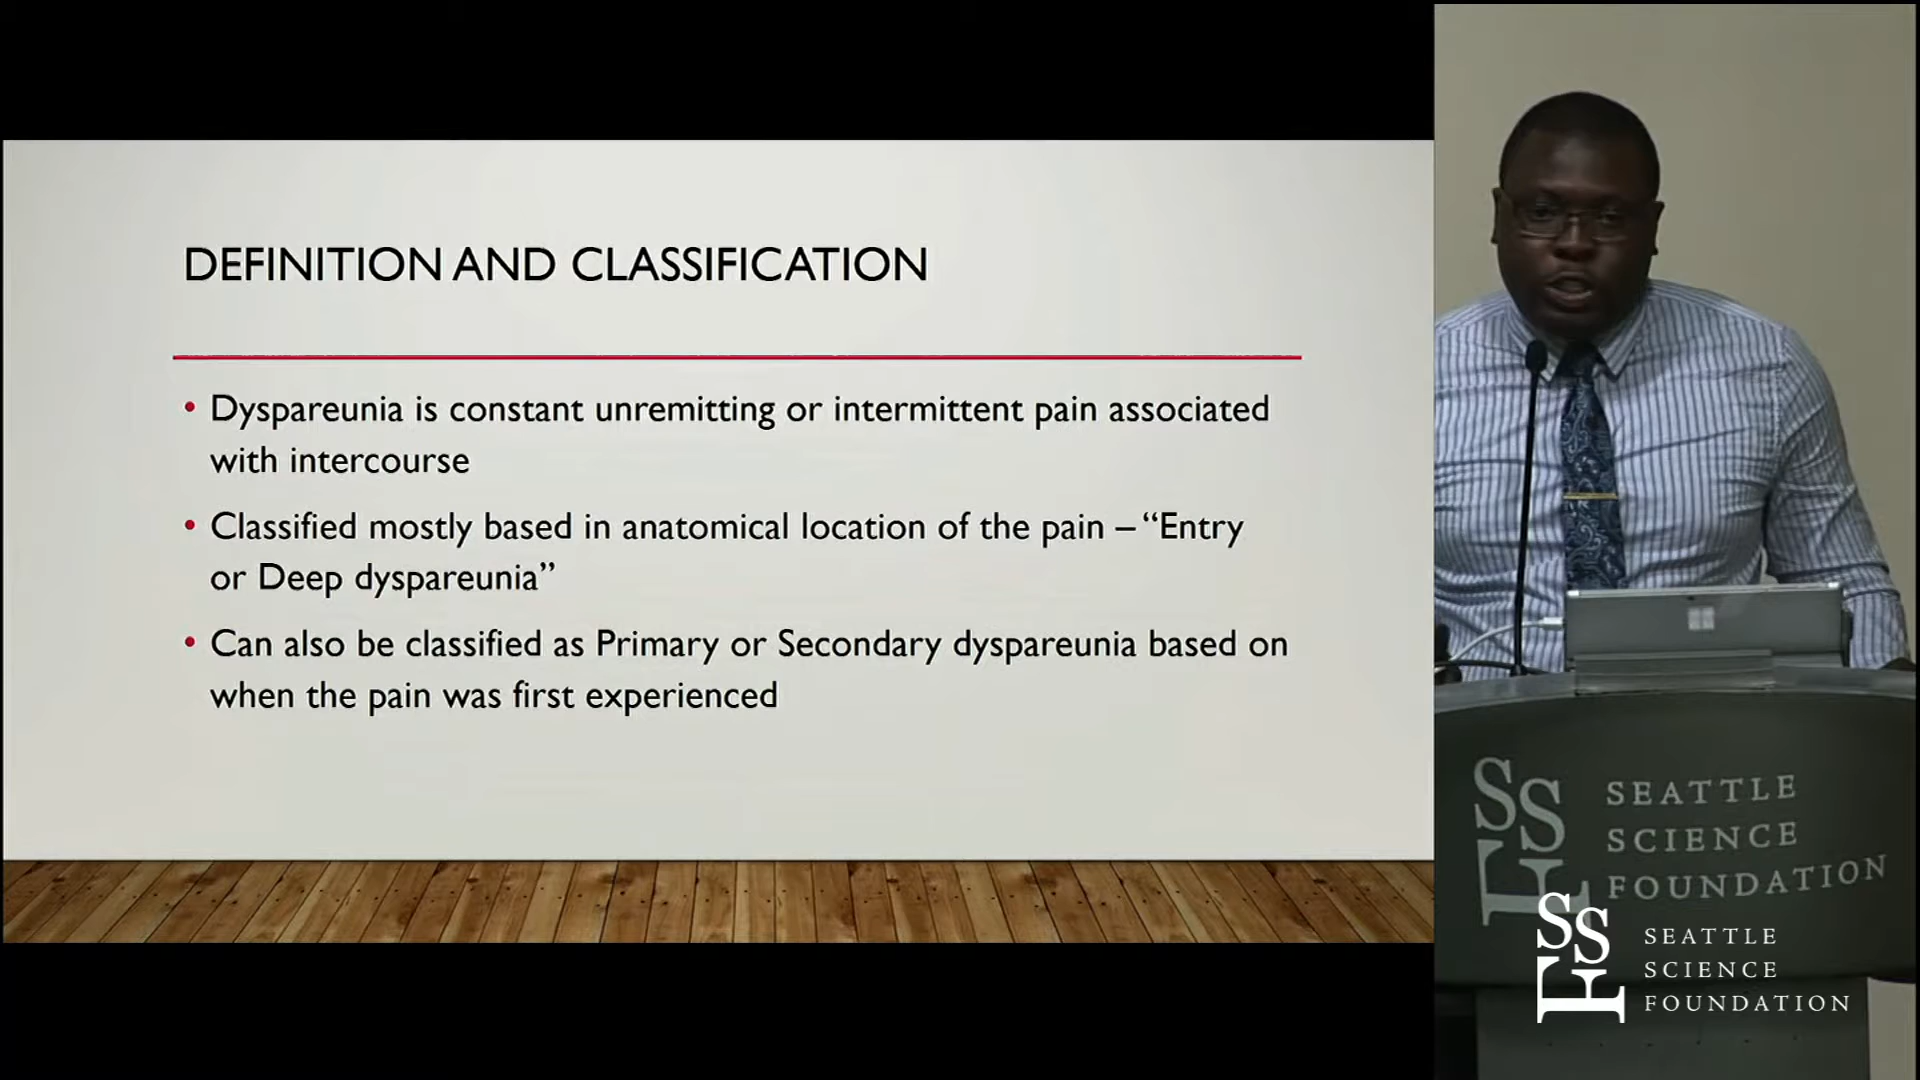 DEFINITION AND CLASSIFICATION
• Dyspareunia is constant unremitting or intermittent pain associated
with intercourse
• Classified mostly based in anatomical location of the pain – “Entry
or Deep dyspareunia”
• Can also be classified as Primary or Secondary dyspareunia based on
when the pain was first experienced
SSF
SEATTLE
SCIENCE
FOUNDATION
SSF
SEATTLE
SCIENCE
FOUNDATION